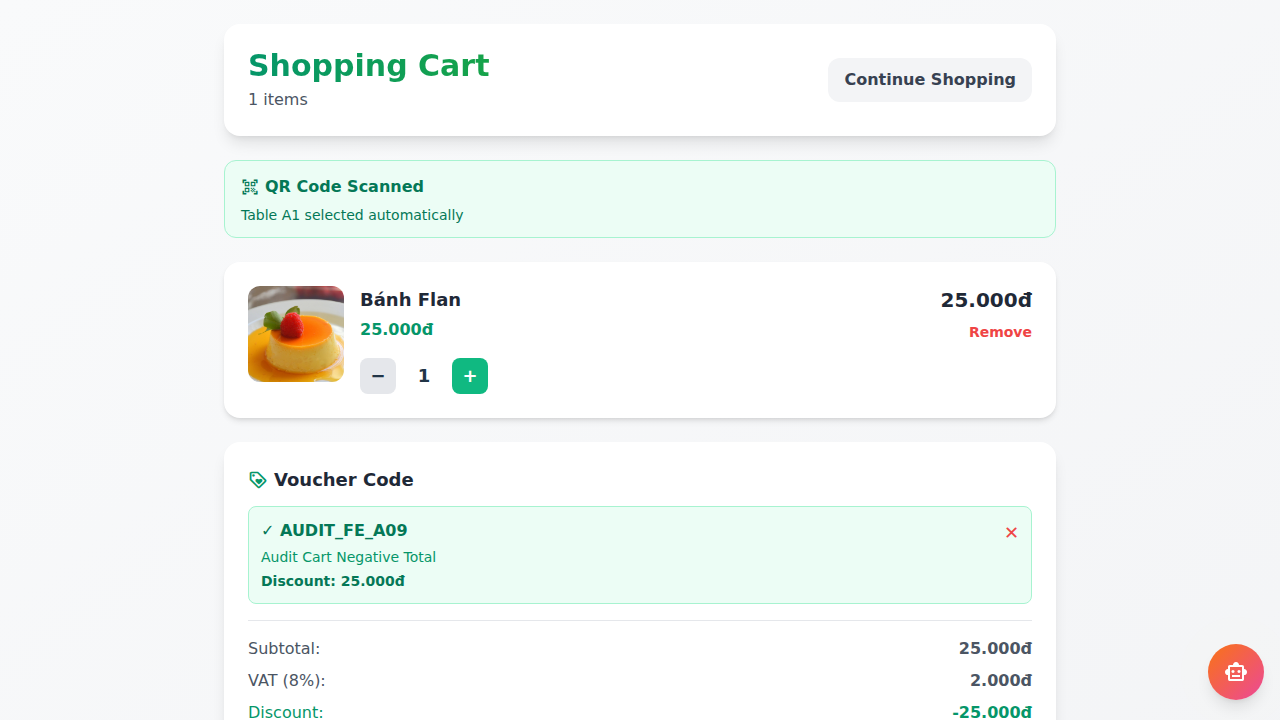 Shopping Cart
1 items
Continue Shopping
QR Code Scanned
Table A1 selected automatically
Bánh Flan
25.000đ
25.000đ
Remove
− 1 +
Voucher Code
✓ AUDIT_FE_A09
✕
Audit Cart Negative Total
Discount: 25.000đ
Subtotal: 25.000đ
VAT (8%): 2.000đ
Discount: -25.000đ